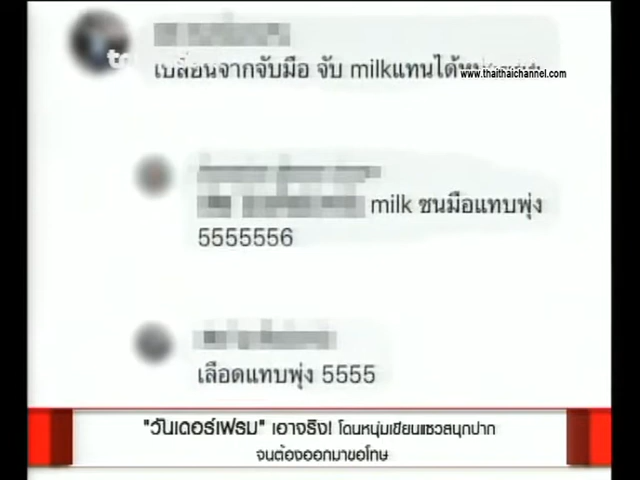 เปลี่ยนจากจับมือ จับ milkแทนได้
www.thaithaichannel.com
milk ชนมือแทบพุ่ง
5555556
เลือดแทบพุ่ง 5555
"วันเดอร์เฟรม" เอาจริง! โดนหนุ่มเขียนแซวสนุกปาก
จนต้องออกมาขอโทษ